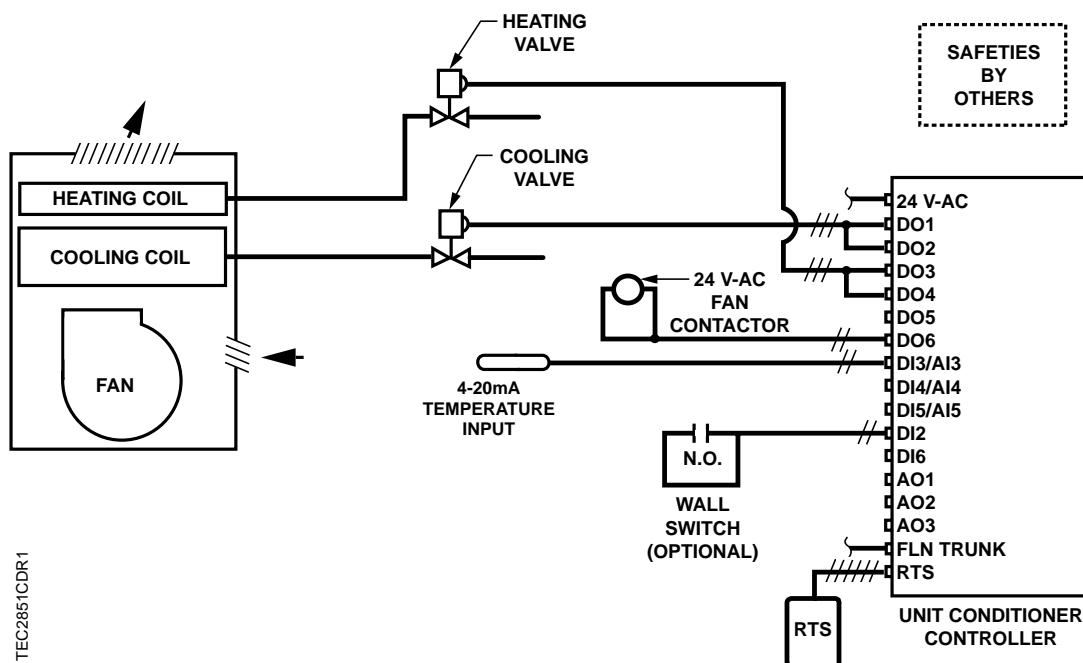 HEATING
VALVE
SAFETIES
BY
OTHERS
COOLING
VALVE
HEATING COIL
COOLING COIL
FAN
24 V-AC
FAN
CONTACTOR
4-20mA
TEMPERATURE
INPUT
N.O.
WALL
SWITCH
(OPTIONAL)
24 V-AC
DO1
DO2
DO3
DO4
DO5
DO6
DI3/AI3
DI4/AI4
DI5/AI5
DI2
DI6
AO1
AO2
AO3
FLN TRUNK
RTS
RTS
UNIT CONDITIONER
CONTROLLER
TEC2851CDR1